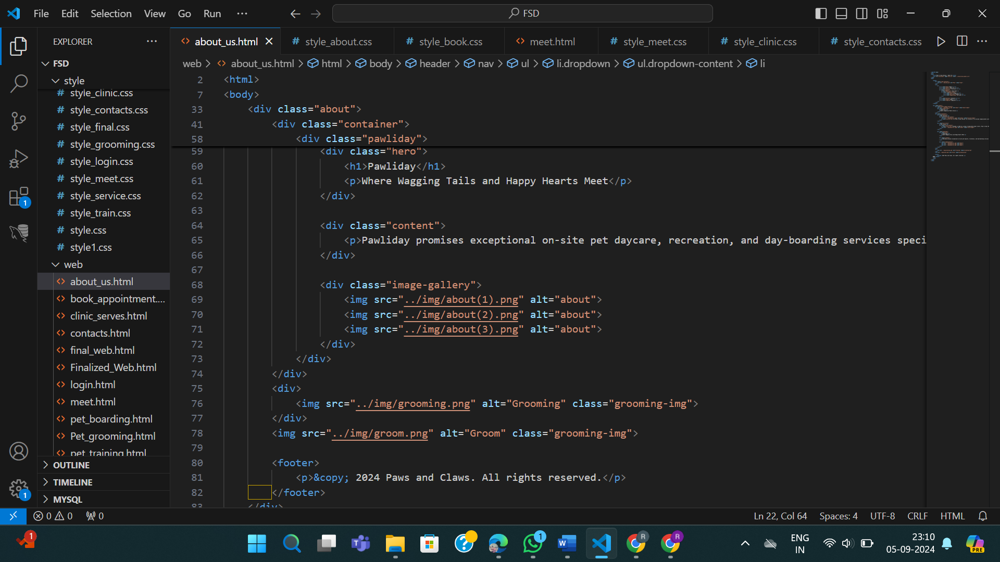 File Edit Selection View Go Run ··· FSD
EXPLORER ···
about_us.html style_about.css style_book.css meet.html style_meet.css style_clinic.css style_contacts.css
web > about_us.html > html > body > header > nav > ul > li.dropdown > ul.dropdown-content > li
FSD
style
style_clinic.css
style_contacts.css
style_final.css
style_grooming.css
style_login.css
style_meet.css
style_service.css
style_train.css
style.css
style1.css
web
about_us.html
book_appointment....
clinic_serves.html
contacts.html
final_web.html
Finalized_Web.html
login.html
meet.html
pet_boarding.html
Pet_grooming.html
pet_training.html
OUTLINE
TIMELINE
MYSQL
1
1
2 <html>
7 <body>
33 <div class="about">
41 <div class="container">
58 <div class="pawliday">
59 <div class="hero">
60 <h1>Pawliday</h1>
61 <p>Where Wagging Tails and Happy Hearts Meet</p>
62 </div>
63
64 <div class="content">
65 <p>Pawliday promises exceptional on-site pet daycare, recreation, and day-boarding services speci
66 </div>
67
68 <div class="image-gallery">
69 <img src="../img/about(1).png" alt="about">
70 <img src="../img/about(2).png" alt="about">
71 <img src="../img/about(3).png" alt="about">
72 </div>
73 </div>
74 </div>
75 <div>
76 <img src="../img/grooming.png" alt="Grooming" class="grooming-img">
77 </div>
78 <img src="../img/groom.png" alt="Groom" class="grooming-img">
79
80 <footer>
81 <p>&copy; 2024 Paws and Claws. All rights reserved.</p>
82 </footer>
83 </div>
0 0 0 Ln 22, Col 64 Spaces: 4 UTF-8 CRLF HTML
1 T ? 1 W R R ENG 23:10
IN 05-09-2024 PRE